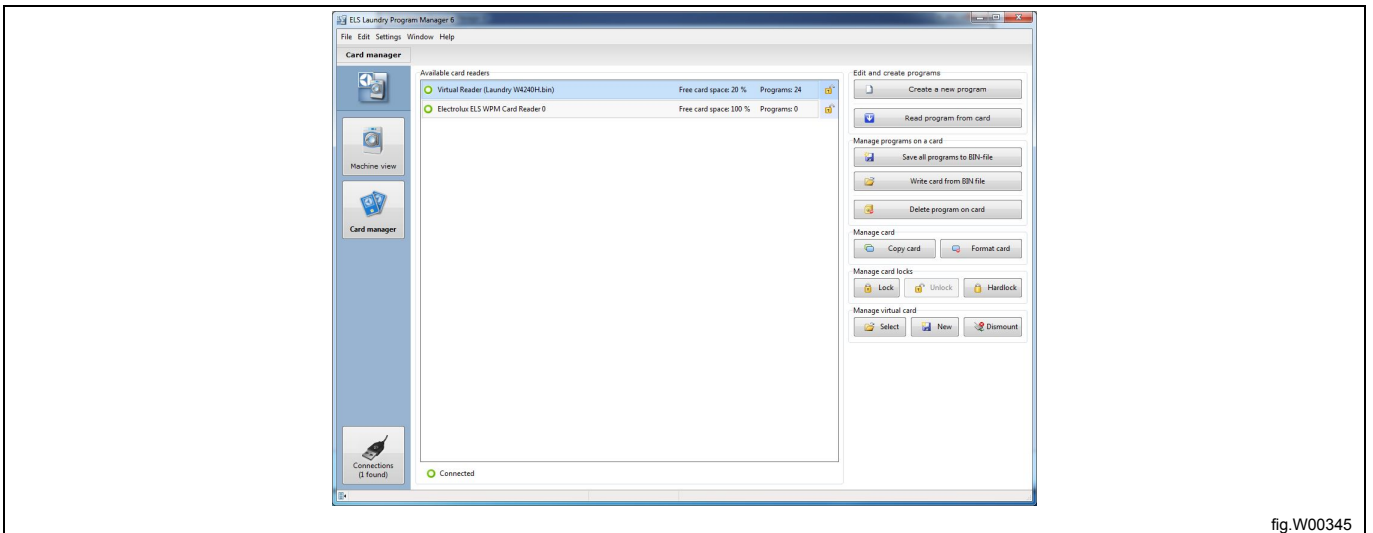 ELS Laundry Program Manager 6
File Edit Settings Window Help
Card manager
Machine view
Card manager
Connections
(1 found)
Available card readers
Virtual Reader (Laundry W4240H.bin) Free card space: 20 % Programs: 24
Electrolux ELS WPM Card Reader 0 Free card space: 100 % Programs: 0
Connected
Edit and create programs
Create a new program
Read program from card
Manage programs on a card
Save all programs to BIN-file
Write card from BIN file
Delete program on card
Manage card
Copy card Format card
Manage card locks
Lock Unlock Hardlock
Manage virtual card
Select New Dismount
fig.W00345